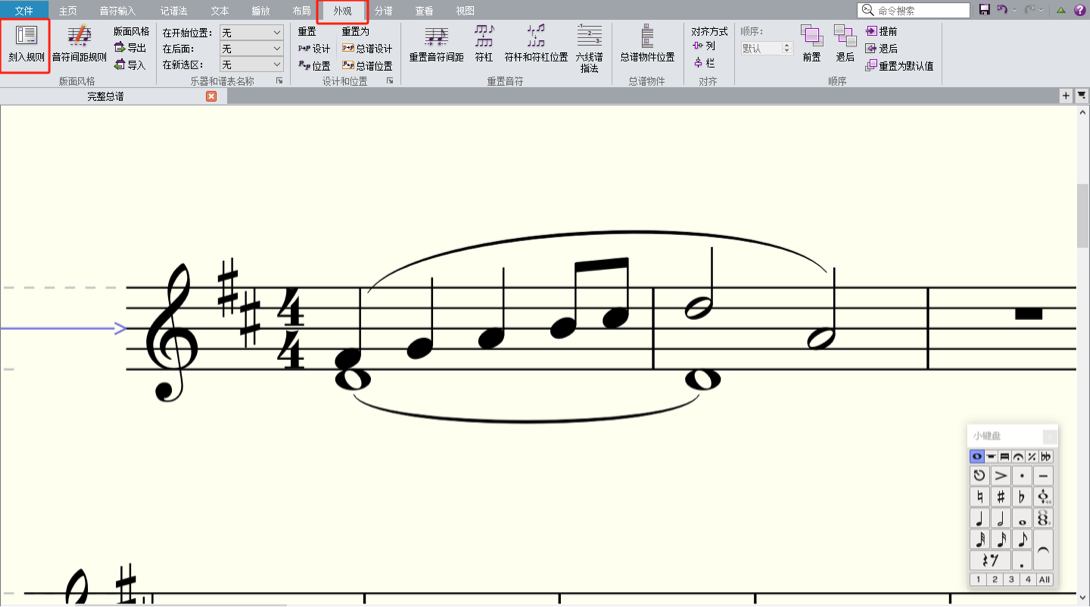 文件 主页 音符输入 记谱法 文本 播放 布局 外观 分谱 查看 视图 命令搜索
刻入规则 音符间距规则 版面风格 导出 导入
版面风格
在开始位置: 无
在后面: 无
在新选区: 无
乐器和谱表名称
重置 重置为
设计 总谱设计
位置 总谱位置
设计和位置
重置音符间距 符杠 符杆和符杠位置 六线谱指法
重置音符
总谱物件位置
总谱物件
对齐方式
列
栏
对齐
顺序:
默认
前置 退后
提前
退后
重置为默认值
顺序
完整总谱
4
4
小键盘
1 2 3 4 All